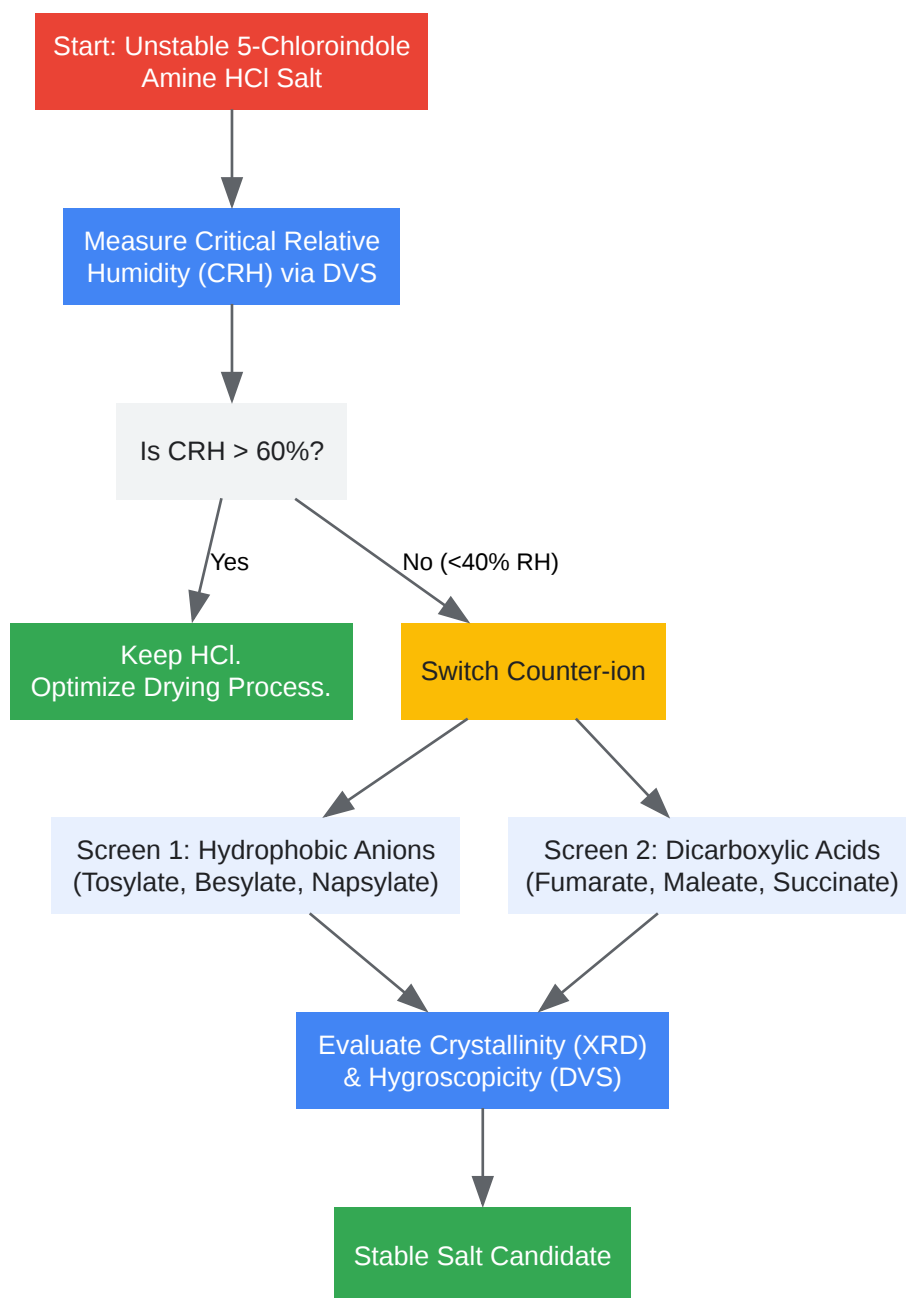 Start: Unstable 5-Chloroindole
Amine HCl Salt
Measure Critical Relative
Humidity (CRH) via DVS
Is CRH > 60%?
Yes
No (<40% RH)
Keep HCl.
Optimize Drying Process.
Switch Counter-ion
Screen 1: Hydrophobic Anions
(Tosylate, Besylate, Napsylate)
Screen 2: Dicarboxylic Acids
(Fumarate, Maleate, Succinate)
Evaluate Crystallinity (XRD)
& Hygroscopicity (DVS)
Stable Salt Candidate